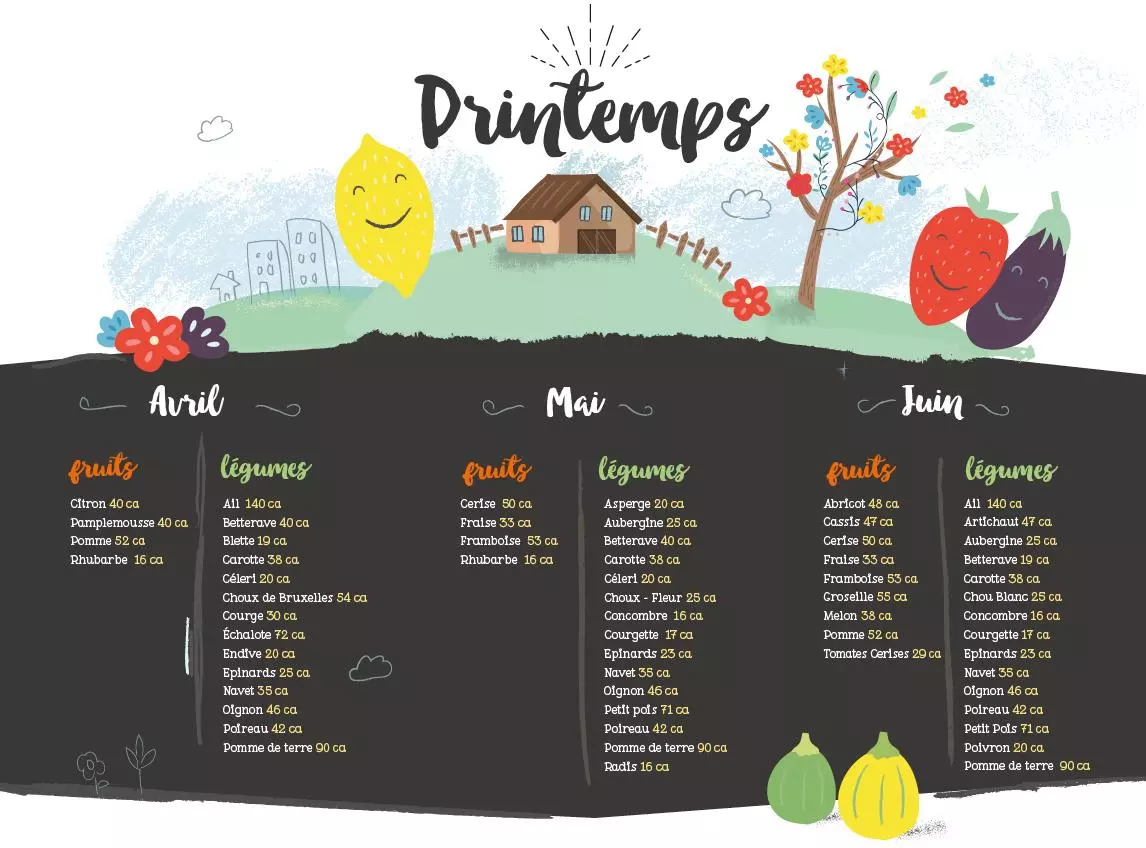 Printemps
Avril
fruits
Citron 40 ca
Pamplemousse 40 ca
Pomme 52 ca
Rhubarbe 16 ca
légumes
Ail 140 ca
Betterave 40 ca
Blette 19 ca
Carotte 38 ca
Céleri 20 ca
Choux de Bruxelles 54 ca
Courge 30 ca
Échalote 72 ca
Endive 20 ca
Epinards 25 ca
Navet 35 ca
Oignon 46 ca
Poireau 42 ca
Pomme de terre 90 ca
Mai
fruits
Cerise 50 ca
Fraise 33 ca
Framboise 53 ca
Rhubarbe 16 ca
légumes
Asperge 20 ca
Aubergine 25 ca
Betterave 40 ca
Carotte 38 ca
Céleri 20 ca
Choux - Fleur 25 ca
Concombre 16 ca
Courgette 17 ca
Epinards 23 ca
Navet 35 ca
Oignon 46 ca
Petit pois 71 ca
Poireau 42 ca
Pomme de terre 90 ca
Radis 16 ca
Juin
fruits
Abricot 48 ca
Cassis 47 ca
Cerise 50 ca
Fraise 33 ca
Framboise 53 ca
Groseille 55 ca
Melon 38 ca
Pomme 52 ca
Tomates Cerises 29 ca
légumes
Ail 140 ca
Artichaut 47 ca
Aubergine 25 ca
Betterave 19 ca
Carotte 38 ca
Chou Blanc 25 ca
Concombre 16 ca
Courgette 17 ca
Epinards 23 ca
Navet 35 ca
Oignon 46 ca
Poireau 42 ca
Petit Pois 71 ca
Poivron 20 ca
Pomme de terre 90 ca